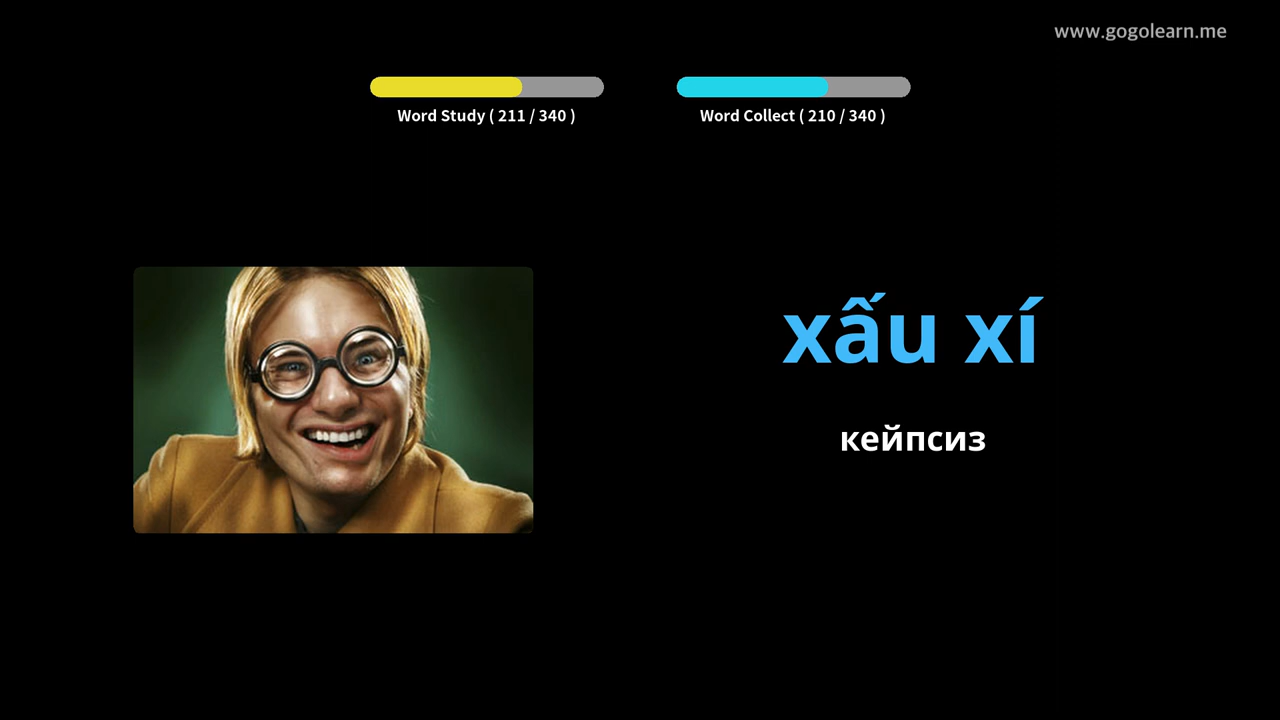 www.gogolearn.me
Word Study ( 211 / 340 )
Word Collect ( 210 / 340 )
xấu xí
кейпсиз